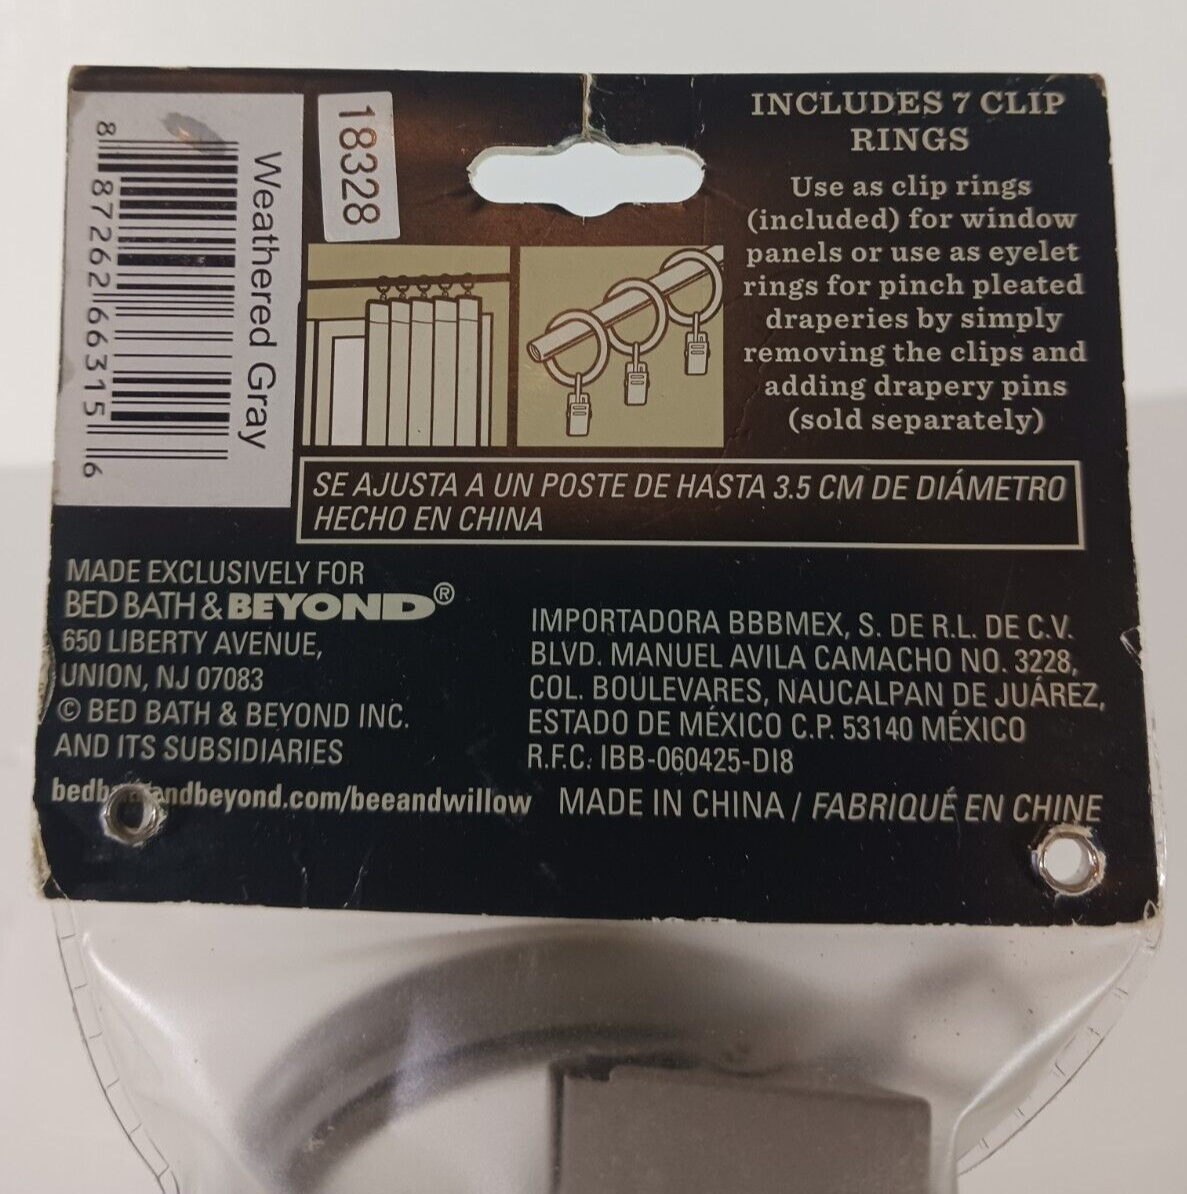 8 87262 66315 6
Weathered Gray
18328
INCLUDES 7 CLIP
RINGS
Use as clip rings
(included) for window
panels or use as eyelet
rings for pinch pleated
draperies by simply
removing the clips and
adding drapery pins
(sold separately)
SE AJUSTA A UN POSTE DE HASTA 3.5 CM DE DIÁMETRO
HECHO EN CHINA
MADE EXCLUSIVELY FOR
BED BATH & BEYOND®
650 LIBERTY AVENUE,
UNION, NJ 07083
© BED BATH & BEYOND INC.
AND ITS SUBSIDIARIES
IMPORTADORA BBBMEX, S. DE R.L. DE C.V.
BLVD. MANUEL AVILA CAMACHO NO. 3228,
COL. BOULEVARES, NAUCALPAN DE JUÁREZ,
ESTADO DE MÉXICO C.P. 53140 MÉXICO
R.F.C. IBB-060425-DI8
MADE IN CHINA / FABRIQUÉ EN CHINE